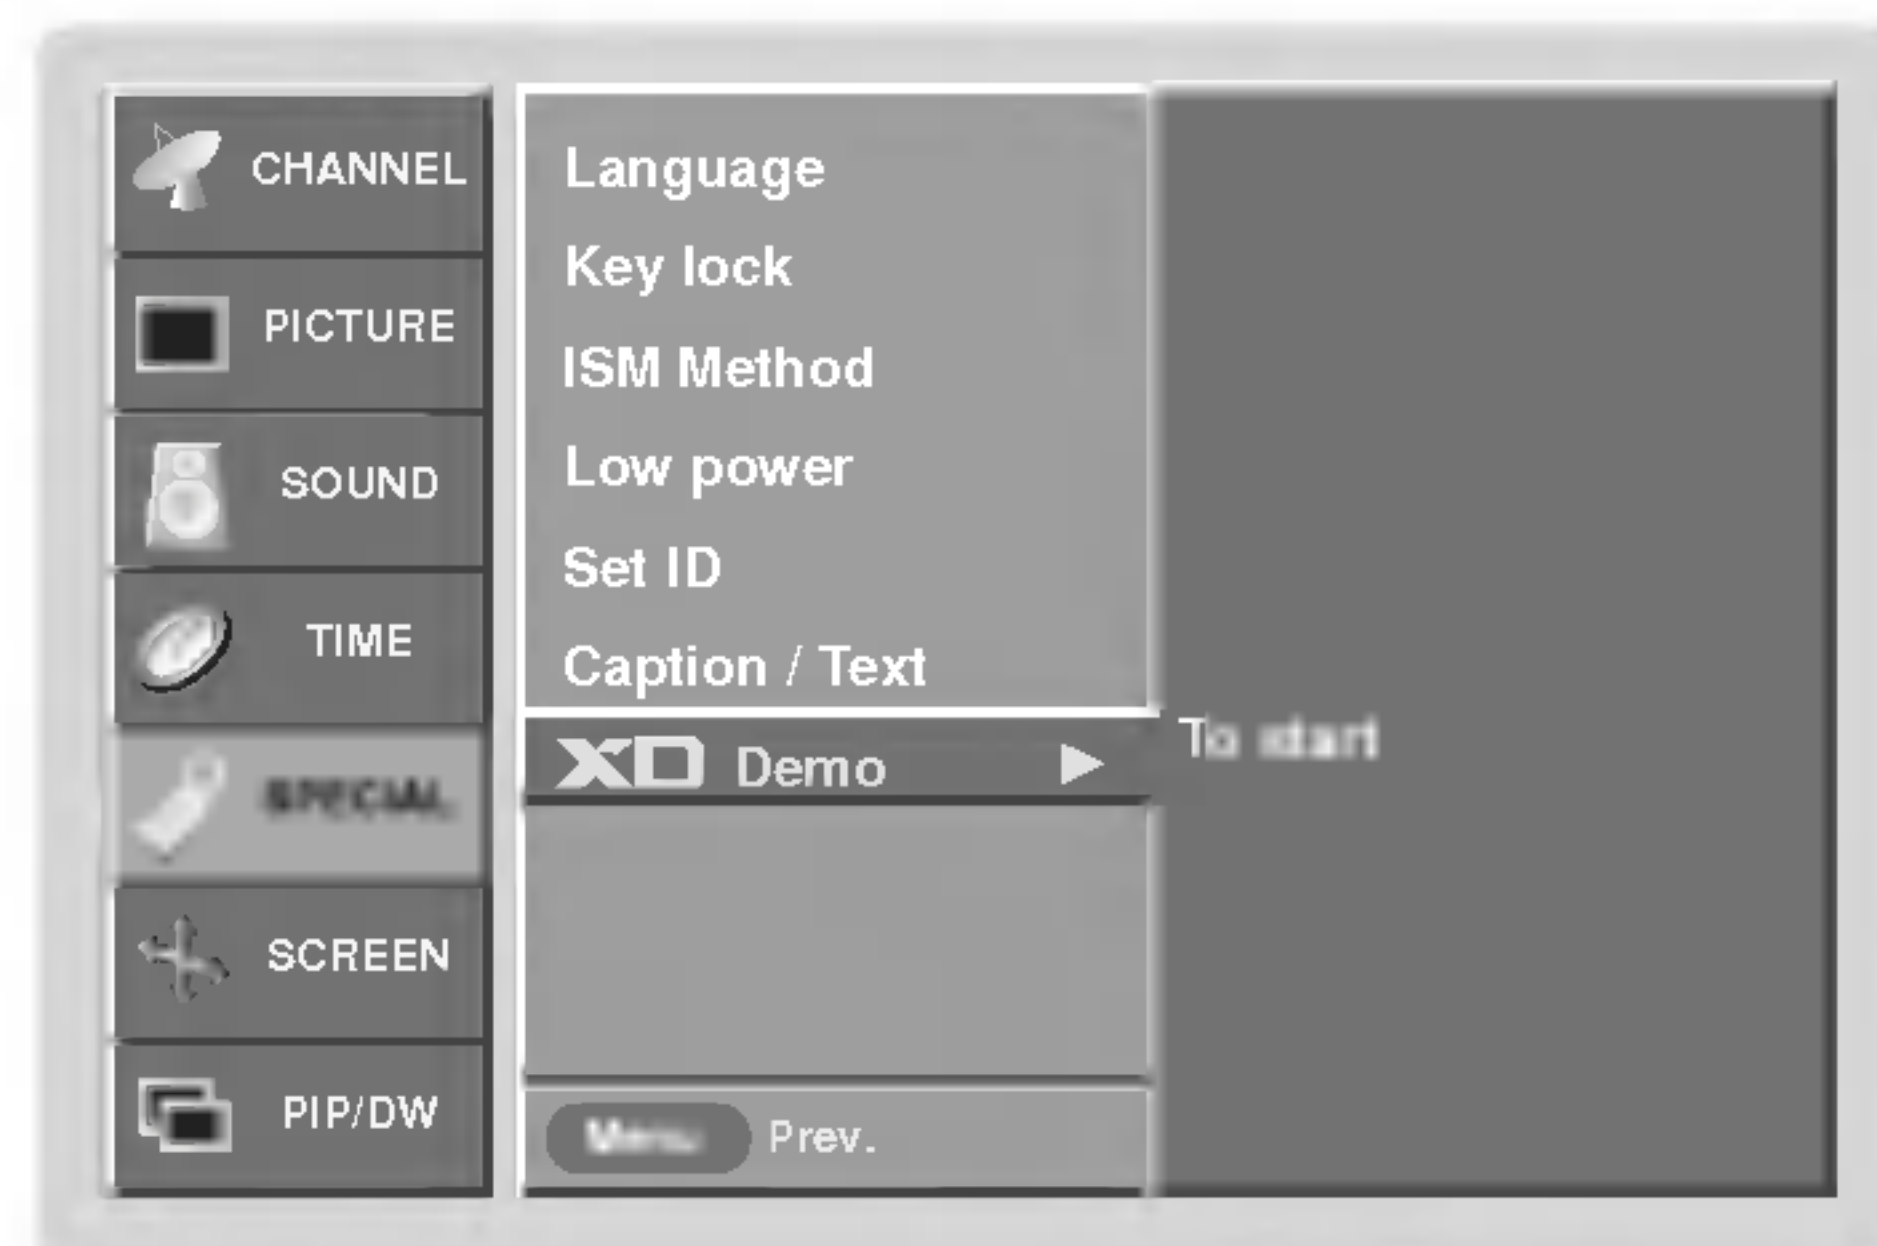 CHANNEL
PICTURE
SOUND
TIME
SPECIAL
SCREEN
PIP/DW
Language
Key lock
ISM Method
Low power
Set ID
Caption / Text
XD Demo
Menu Prev.
To start